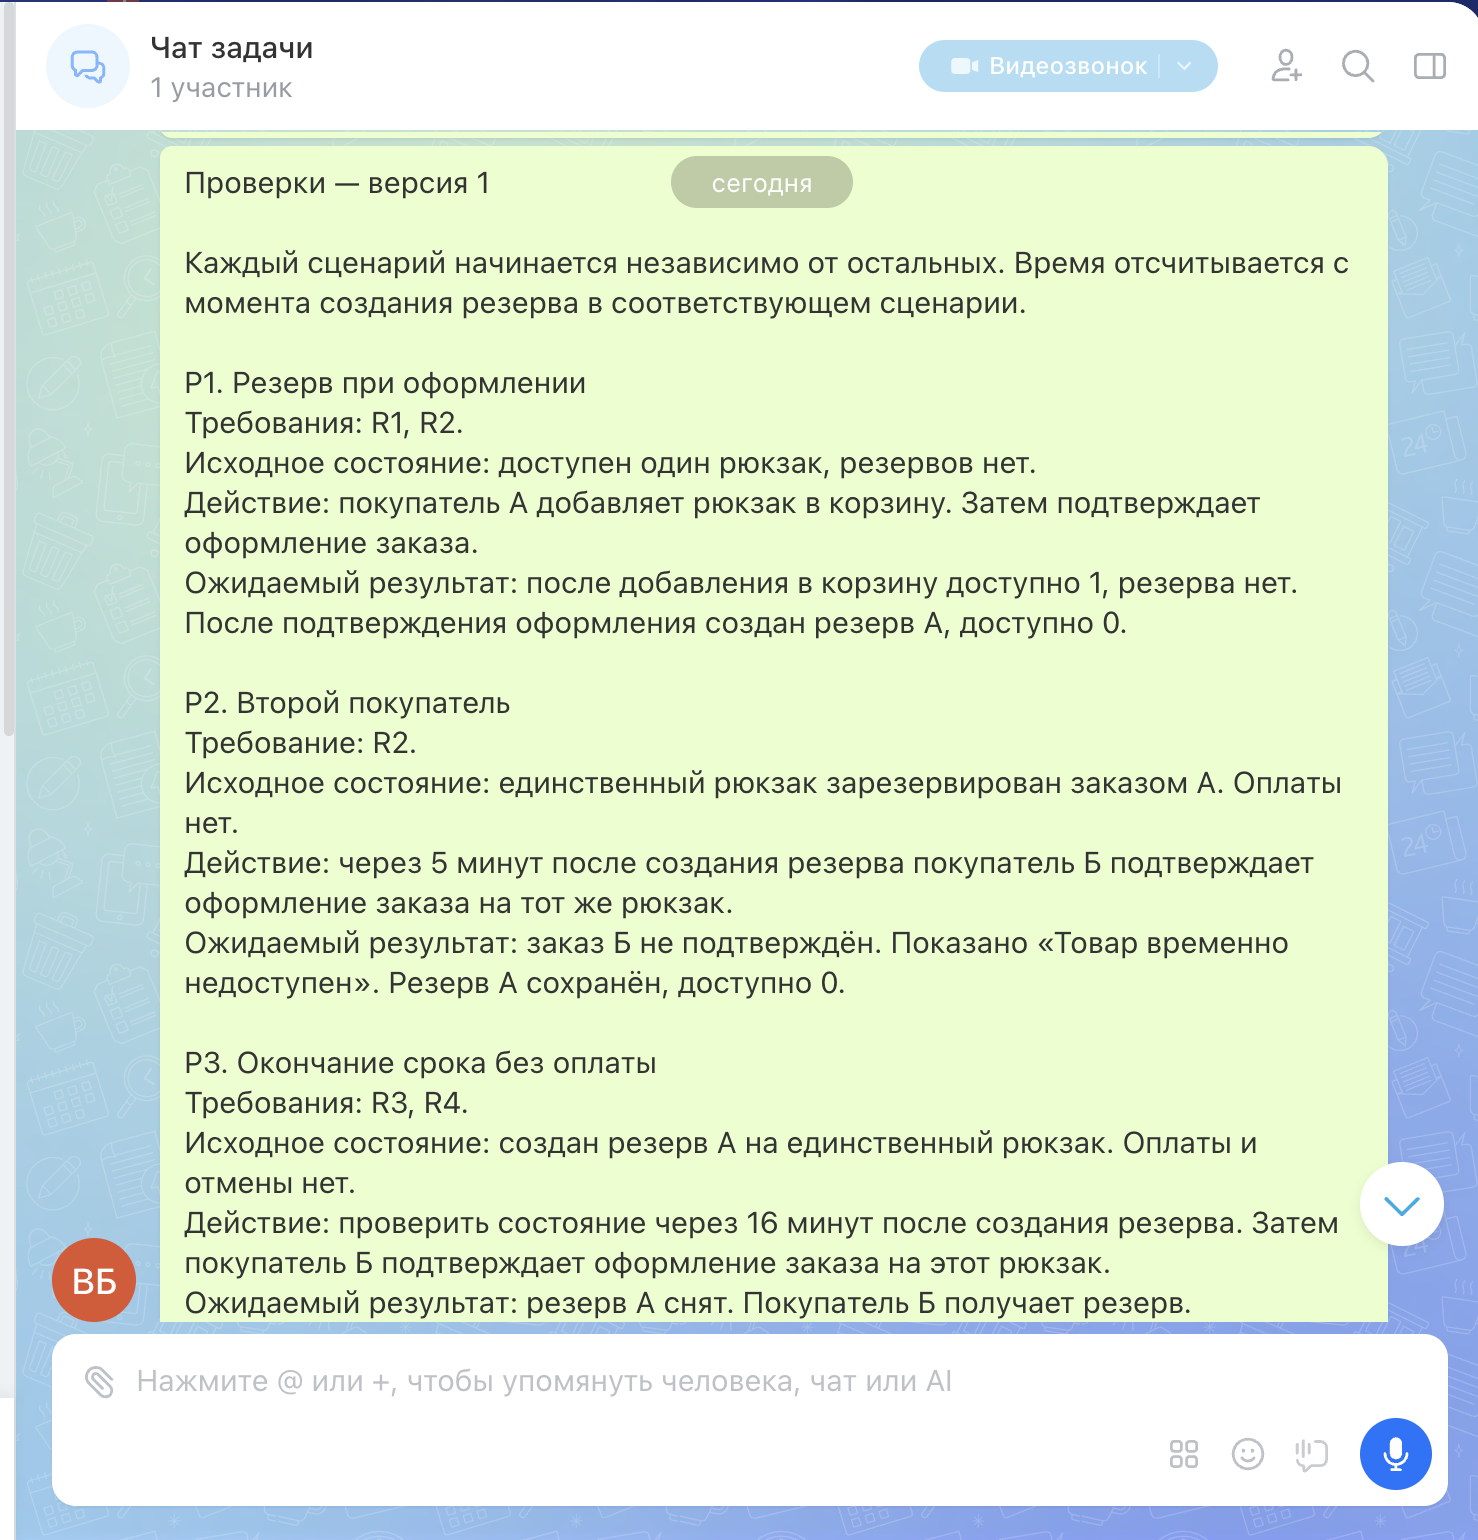 Чат задачи
1 участник
Видеозвонок
Проверки — версия 1
сегодня
Каждый сценарий начинается независимо от остальных. Время отсчитывается с
момента создания резерва в соответствующем сценарии.
P1. Резерв при оформлении
Требования: R1, R2.
Исходное состояние: доступен один рюкзак, резервов нет.
Действие: покупатель А добавляет рюкзак в корзину. Затем подтверждает
оформление заказа.
Ожидаемый результат: после добавления в корзину доступно 1, резерва нет.
После подтверждения оформления создан резерв А, доступно 0.
P2. Второй покупатель
Требование: R2.
Исходное состояние: единственный рюкзак зарезервирован заказом А. Оплаты
нет.
Действие: через 5 минут после создания резерва покупатель Б подтверждает
оформление заказа на тот же рюкзак.
Ожидаемый результат: заказ Б не подтверждён. Показано «Товар временно
недоступен». Резерв А сохранён, доступно 0.
P3. Окончание срока без оплаты
Требования: R3, R4.
Исходное состояние: создан резерв А на единственный рюкзак. Оплаты и
отмены нет.
Действие: проверить состояние через 16 минут после создания резерва. Затем
покупатель Б подтверждает оформление заказа на этот рюкзак.
Ожидаемый результат: резерв А снят. Покупатель Б получает резерв.
ВБ
Нажмите @ или +, чтобы упомянуть человека, чат или AI